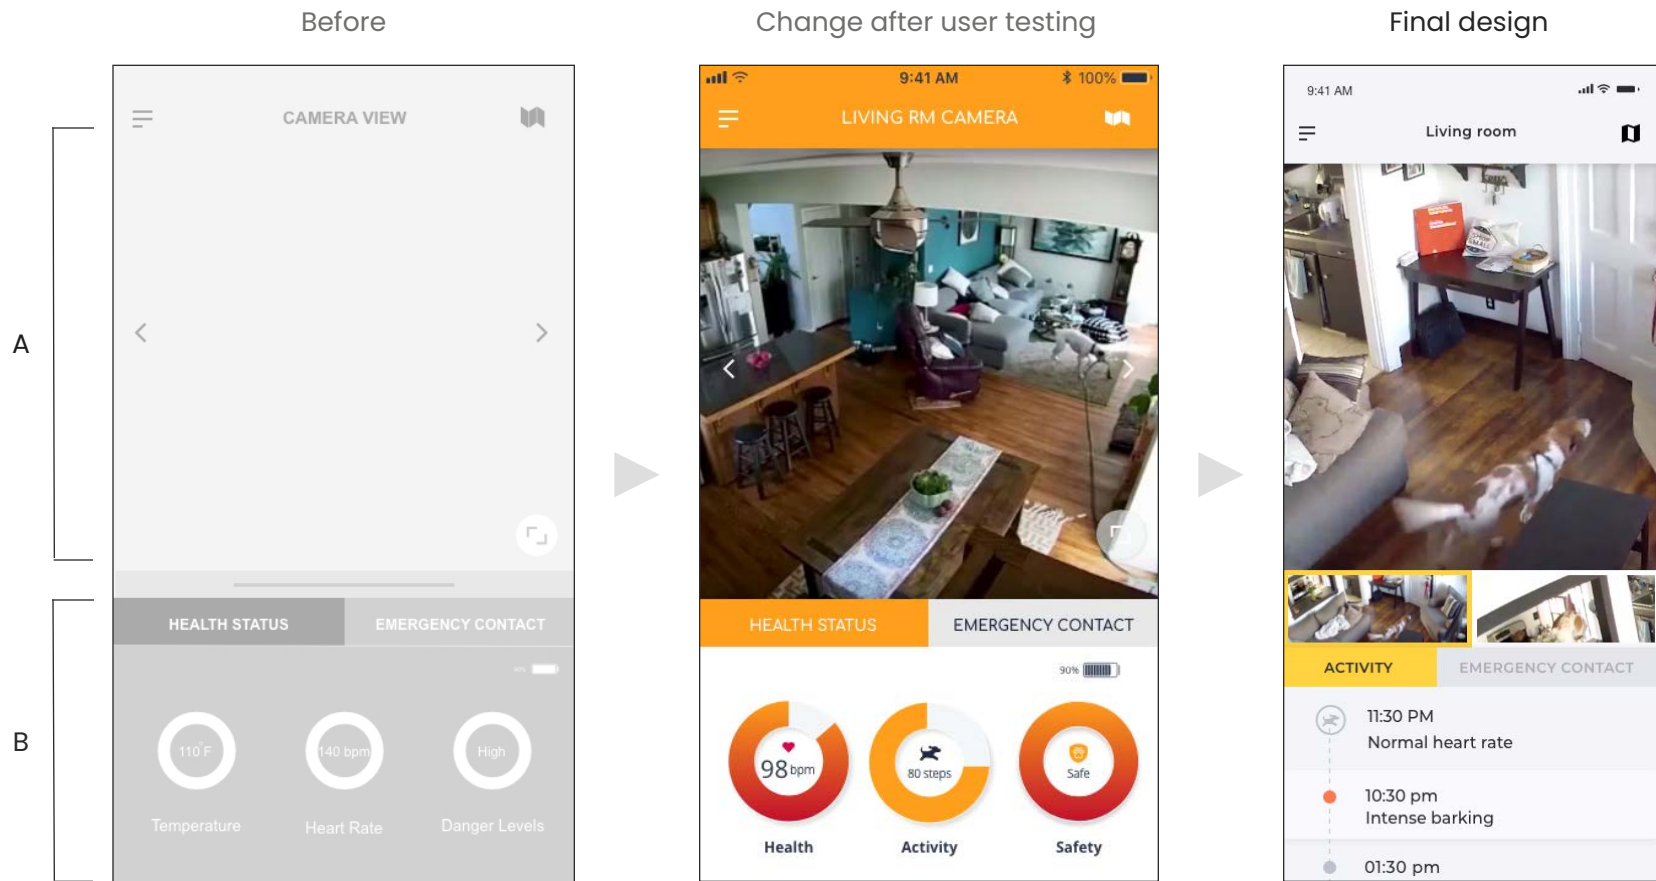 Before
Change after user testing
Final design
A
B
CAMERA VIEW
HEALTH STATUS
EMERGENCY CONTACT
110°F
140 bpm
High
Temperature
Heart Rate
Danger Levels
9:41 AM
100%
LIVING RM CAMERA
HEALTH STATUS
EMERGENCY CONTACT
90%
98 bpm
80 steps
Safe
Health
Activity
Safety
9:41 AM
Living room
SHOP
SMALL
ACTIVITY
EMERGENCY CONTACT
11:30 PM
Normal heart rate
10:30 pm
Intense barking
01:30 pm